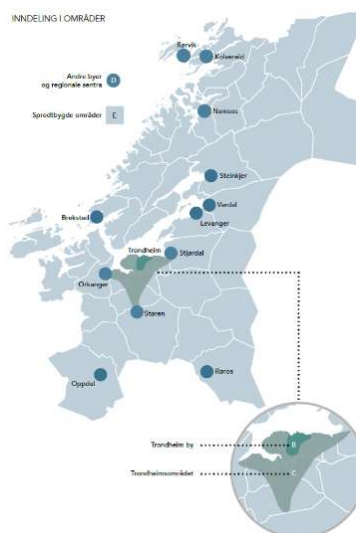 INNDELING I OMRÅDER
Rørvik
Kolvereid
Andre byer
og regionale sentra
D
Namsos
Spredtbygde områder
E
Steinkjer
Verdal
Levanger
Brekstad
Trondheim
Stjørdal
Orkanger
Støren
Oppdal
Røros
Trondheim by
B
Trondheimsområdet
C